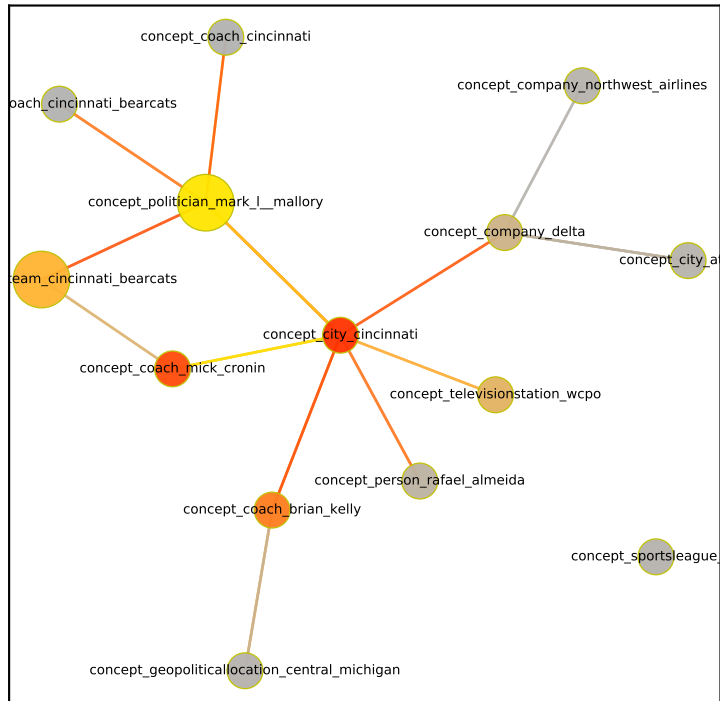 concept_coach_cincinnati
concept_company_northwest_airlines
oach_cincinnati_bearcats
concept_politician_mark_l__mallory
concept_company_delta
concept_city_at
team_cincinnati_bearcats
concept_city_cincinnati
concept_coach_mick_cronin
concept_televisionstation_wcpo
concept_person_rafael_almeida
concept_coach_brian_kelly
concept_sportsleague_
concept_geopoliticallocation_central_michigan